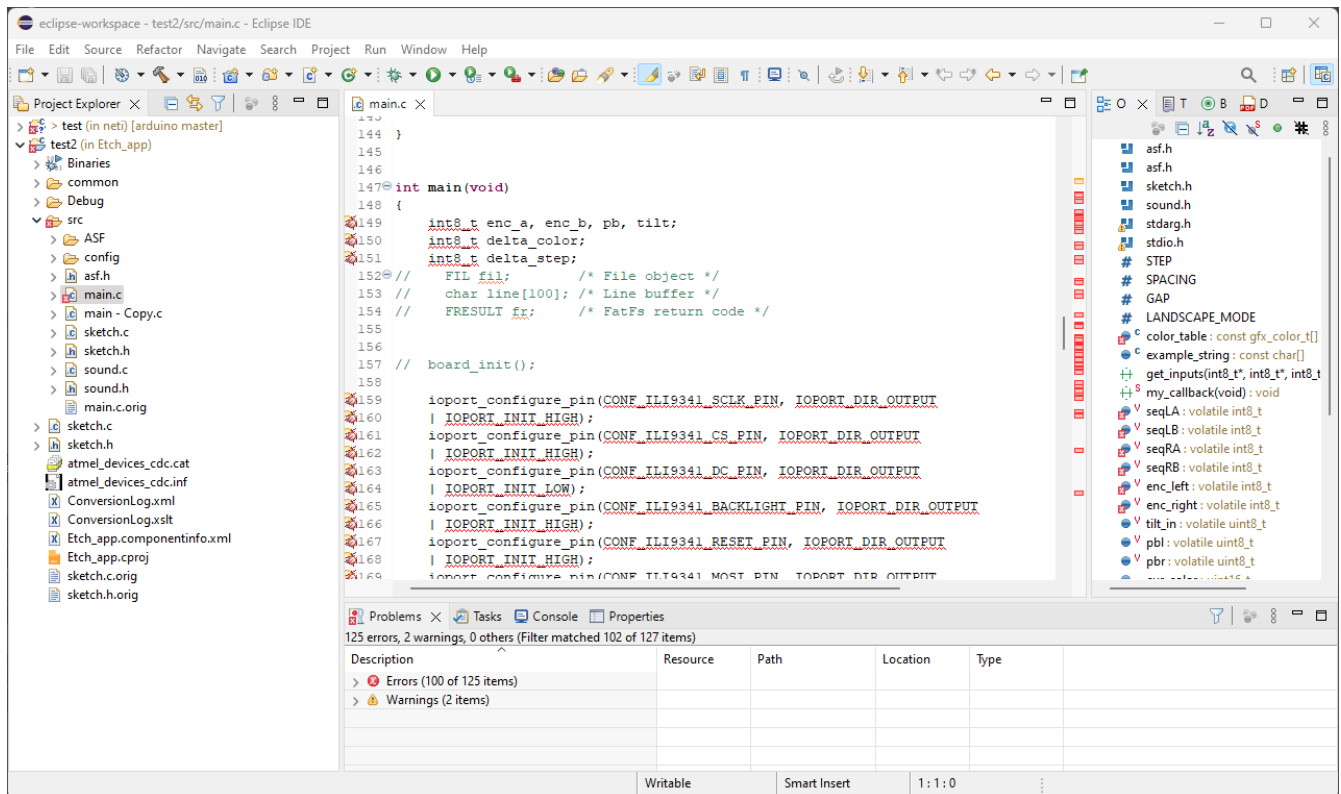 eclipse-workspace - test2/src/main.c - Eclipse IDE
File Edit Source Refactor Navigate Search Project Run Window Help
Project Explorer
> test (in neti) [arduino master]
test2 (in Etch_app)
Binaries
common
Debug
src
ASF
config
asf.h
main.c
main - Copy.c
sketch.c
sketch.h
sound.c
sound.h
main.c.orig
sketch.c
sketch.h
atmel_devices_cdc.cat
atmel_devices_cdc.inf
ConversionLog.xml
ConversionLog.xslt
Etch_app.componentinfo.xml
Etch_app.cproj
sketch.c.orig
sketch.h.orig
main.c
143
144 }
145
146
147 int main(void)
148 {
149 int8_t enc_a, enc_b, pb, tilt;
150 int8_t delta_color;
151 int8_t delta_step;
152 // FIL fil; /* File object */
153 // char line[100]; /* Line buffer */
154 // FRESULT fr; /* FatFs return code */
155
156
157 // board_init();
158
159 ioport_configure_pin(CONF_ILI9341_SCLK_PIN, IOPORT_DIR_OUTPUT
160 | IOPORT_INIT_HIGH);
161 ioport_configure_pin(CONF_ILI9341_CS_PIN, IOPORT_DIR_OUTPUT
162 | IOPORT_INIT_HIGH);
163 ioport_configure_pin(CONF_ILI9341_DC_PIN, IOPORT_DIR_OUTPUT
164 | IOPORT_INIT_LOW);
165 ioport_configure_pin(CONF_ILI9341_BACKLIGHT_PIN, IOPORT_DIR_OUTPUT
166 | IOPORT_INIT_HIGH);
167 ioport_configure_pin(CONF_ILI9341_RESET_PIN, IOPORT_DIR_OUTPUT
168 | IOPORT_INIT_HIGH);
169 ioport_configure_pin(CONF_ILI9341_MOSI_PIN, IOPORT_DIR_OUTPUT
O T B D
asf.h
asf.h
sketch.h
sound.h
stdarg.h
stdio.h
# STEP
# SPACING
# GAP
# LANDSCAPE_MODE
color_table : const gfx_color_t[]
example_string : const char[]
get_inputs(int8_t*, int8_t*, int8_t
my_callback(void) : void
seqLA : volatile int8_t
seqLB : volatile int8_t
seqRA : volatile int8_t
seqRB : volatile int8_t
enc_left : volatile int8_t
enc_right : volatile int8_t
tilt_in : volatile uint8_t
pbl : volatile uint8_t
pbr : volatile uint8_t
Problems Tasks Console Properties
125 errors, 2 warnings, 0 others (Filter matched 102 of 127 items)
Description Resource Path Location Type
Errors (100 of 125 items)
Warnings (2 items)
Writable Smart Insert 1 : 1 : 0